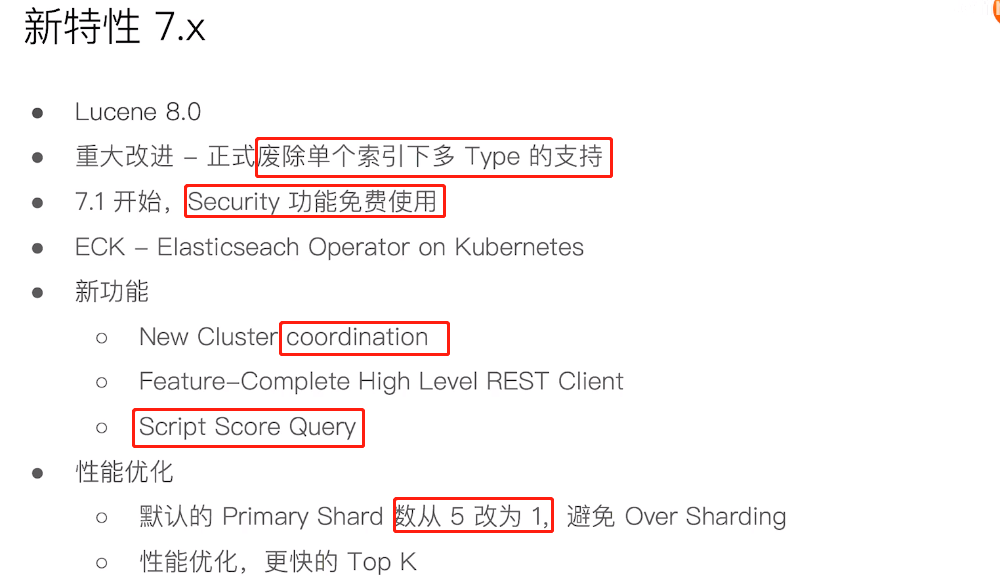 新特性 7.x
● Lucene 8.0
● 重大改进 – 正式废除单个索引下多 Type 的支持
● 7.1 开始，Security 功能免费使用
● ECK – Elasticseach Operator on Kubernetes
● 新功能
○ New Cluster coordination
○ Feature-Complete High Level REST Client
○ Script Score Query
● 性能优化
○ 默认的 Primary Shard 数从 5 改为 1，避免 Over Sharding
○ 性能优化，更快的 Top K